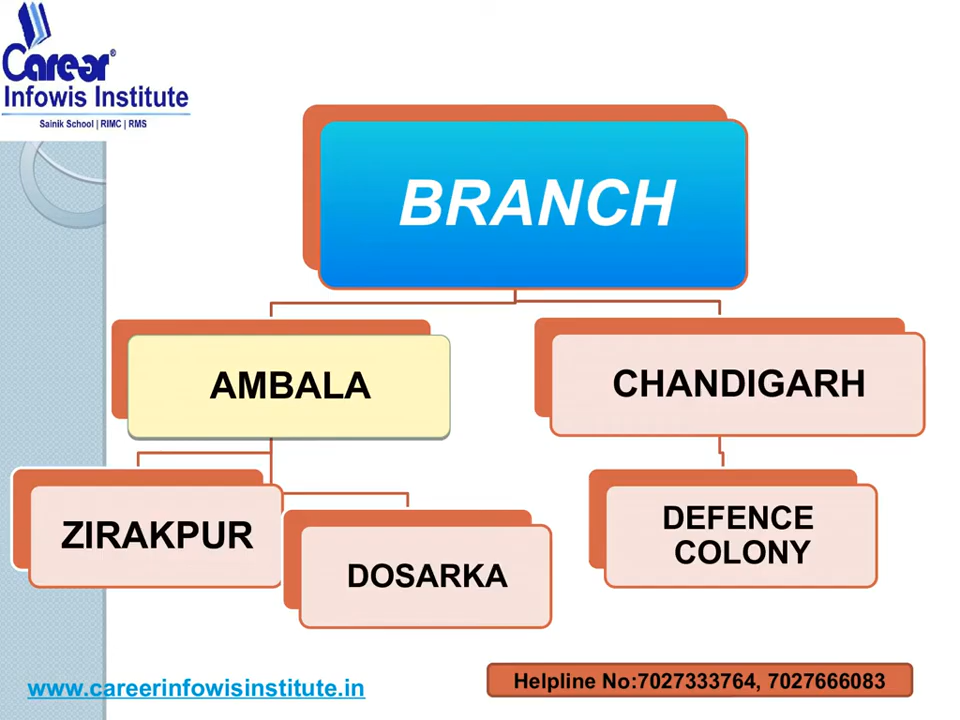 Carear®
Infowis Institute
Sainik School | RIMC | RMS
BRANCH
AMBALA
CHANDIGARH
ZIRAKPUR
DOSARKA
DEFENCE
COLONY
www.careerinfowisinstitute.in
Helpline No:7027333764, 7027666083